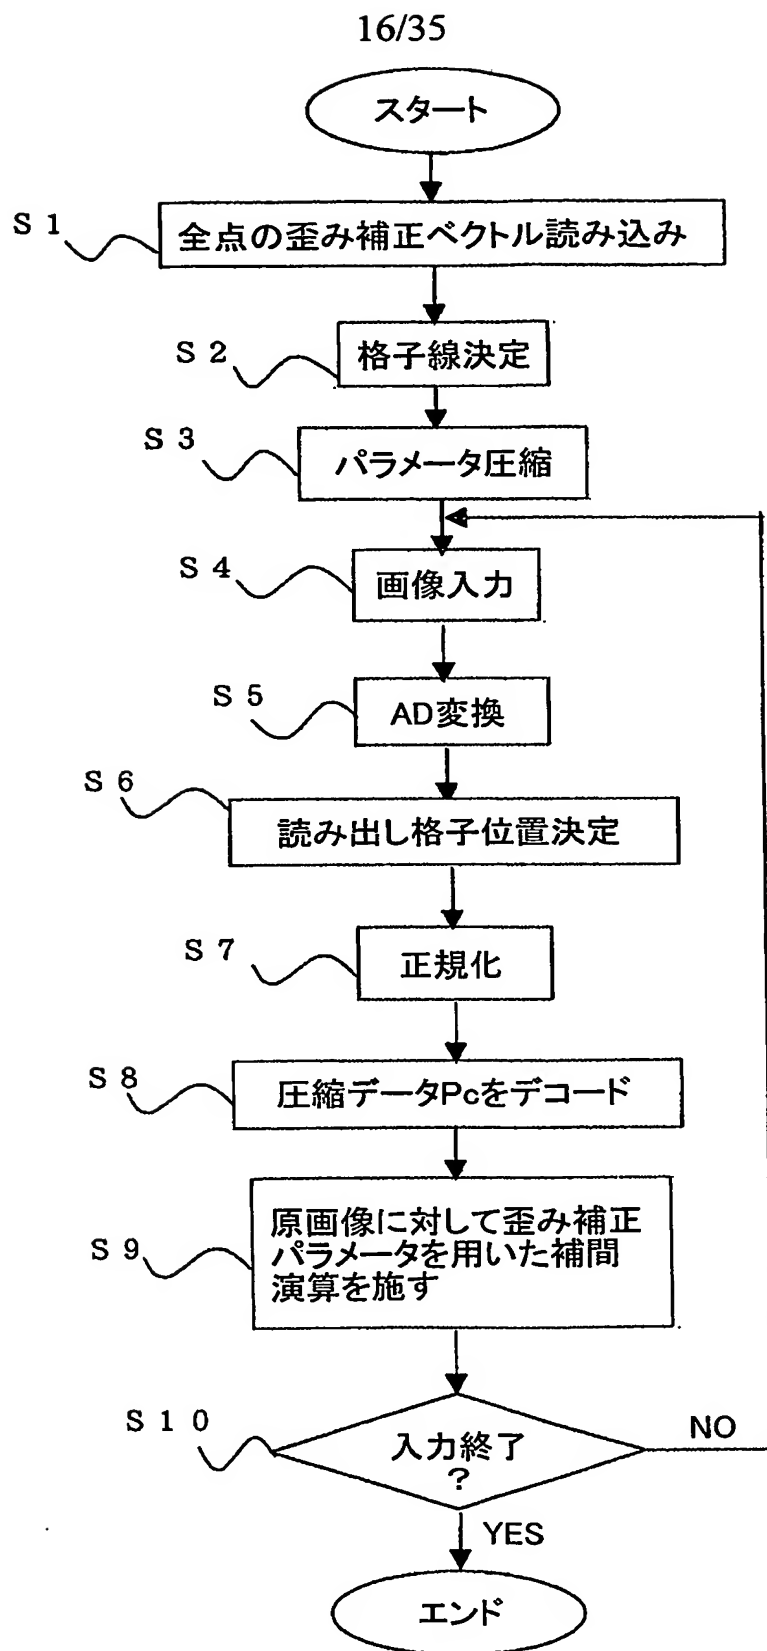 16/35
スタート
S 1
全点の歪み補正ベクトル読み込み
S 2
格子線決定
S 3
パラメータ圧縮
S 4
画像入力
S 5
AD変換
S 6
読み出し格子位置決定
S 7
正規化
S 8
圧縮データPcをデコード
S 9
原画像に対して歪み補正
パラメータを用いた補間
演算を施す
S 1 0
入力終了
?
NO
YES
エンド